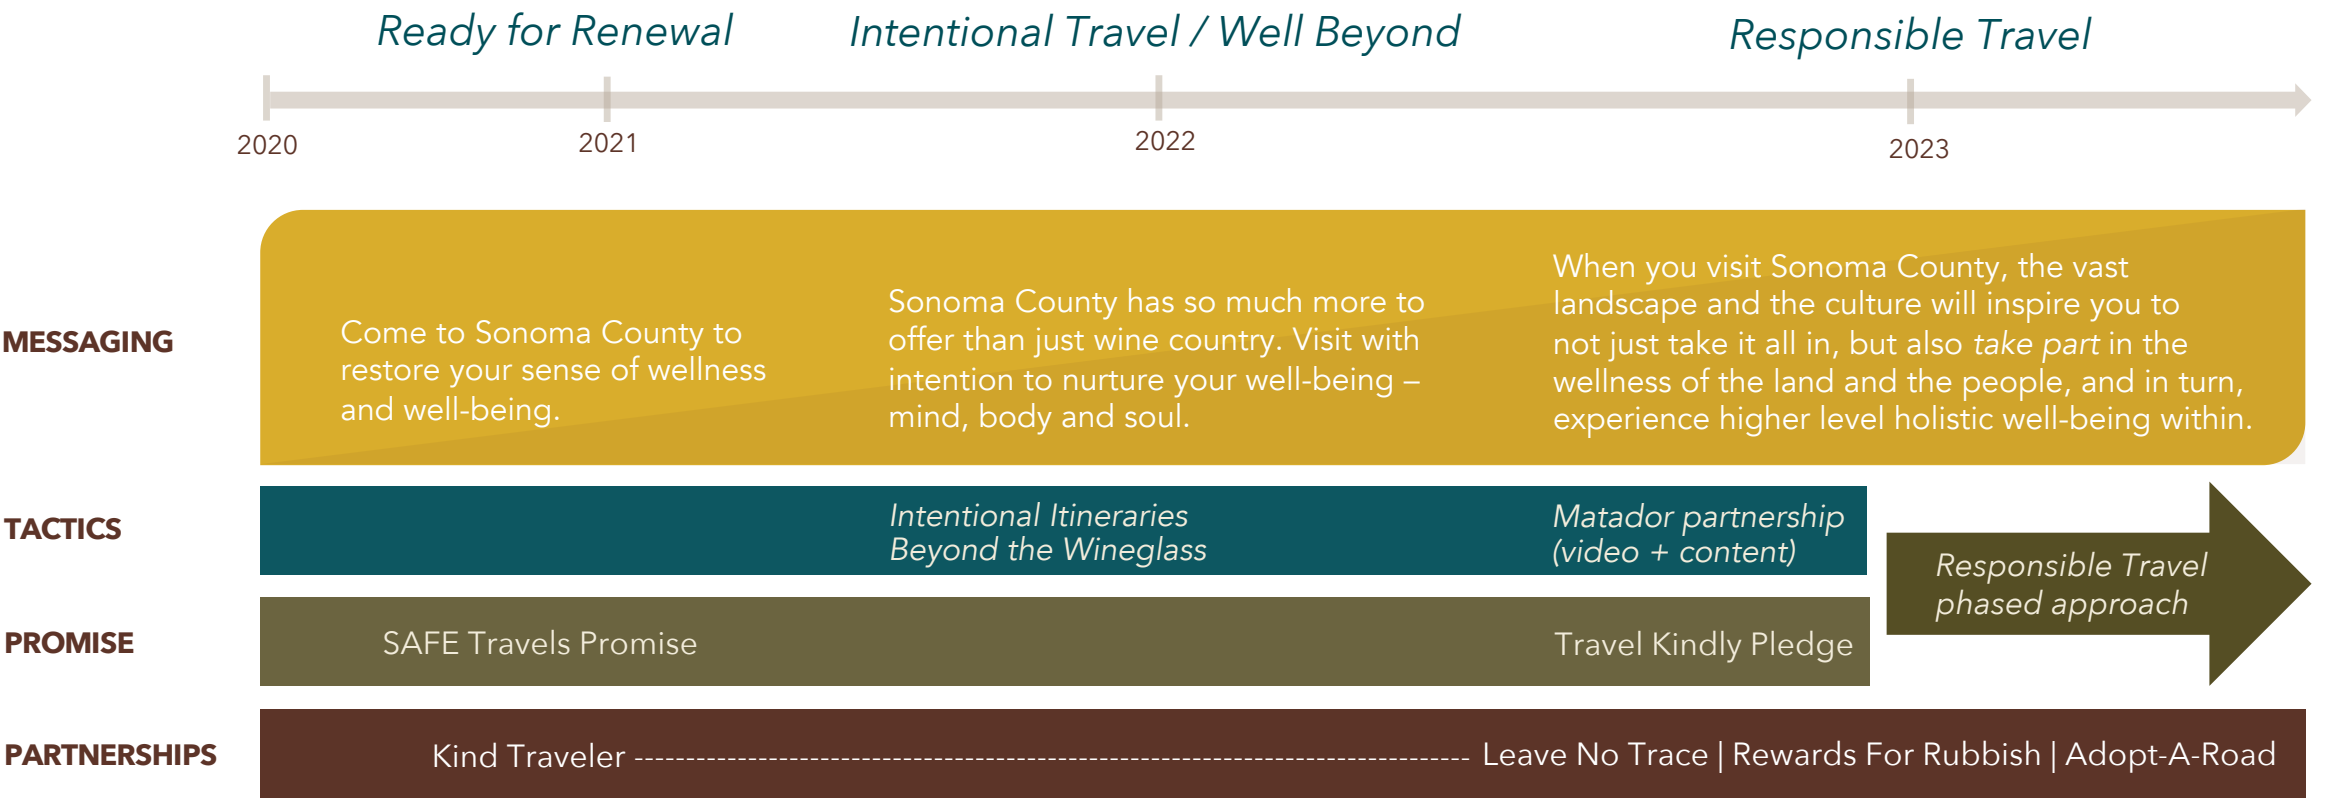 Ready for Renewal
Intentional Travel / Well Beyond
Responsible Travel
2020
2021
2022
2023
MESSAGING
Come to Sonoma County to
restore your sense of wellness
and well-being.
Sonoma County has so much more to
offer than just wine country. Visit with
intention to nurture your well-being –
mind, body and soul.
When you visit Sonoma County, the vast
landscape and the culture will inspire you to
not just take it all in, but also take part in the
wellness of the land and the people, and in turn,
experience higher level holistic well-being within.
TACTICS
Intentional Itineraries
Beyond the Wineglass
Matador partnership
(video + content)
Responsible Travel
phased approach
PROMISE
SAFE Travels Promise
Travel Kindly Pledge
PARTNERSHIPS
Kind Traveler ---------------------------------------------------------------------------------- Leave No Trace | Rewards For Rubbish | Adopt-A-Road